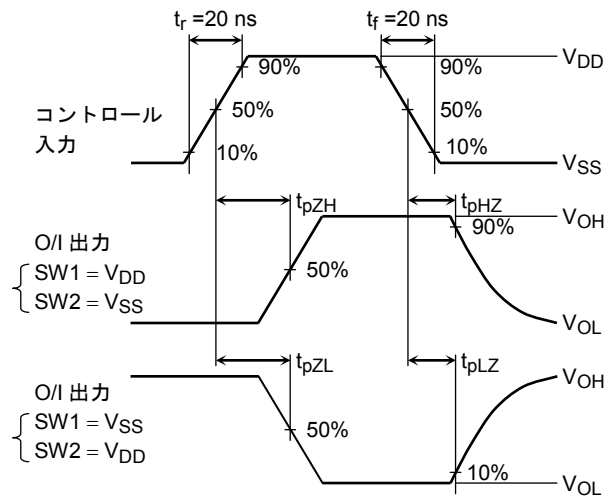 tr = 20 ns
tf = 20 ns
VDD
90%
90%
コントロール
入力
50%
50%
10%
10%
VSS
tpZH
tpHZ
VOH
90%
O/I 出力
SW1 = VDD
SW2 = VSS
50%
VOL
tpZL
tpLZ
VOH
O/I 出力
SW1 = VSS
SW2 = VDD
50%
10%
VOL